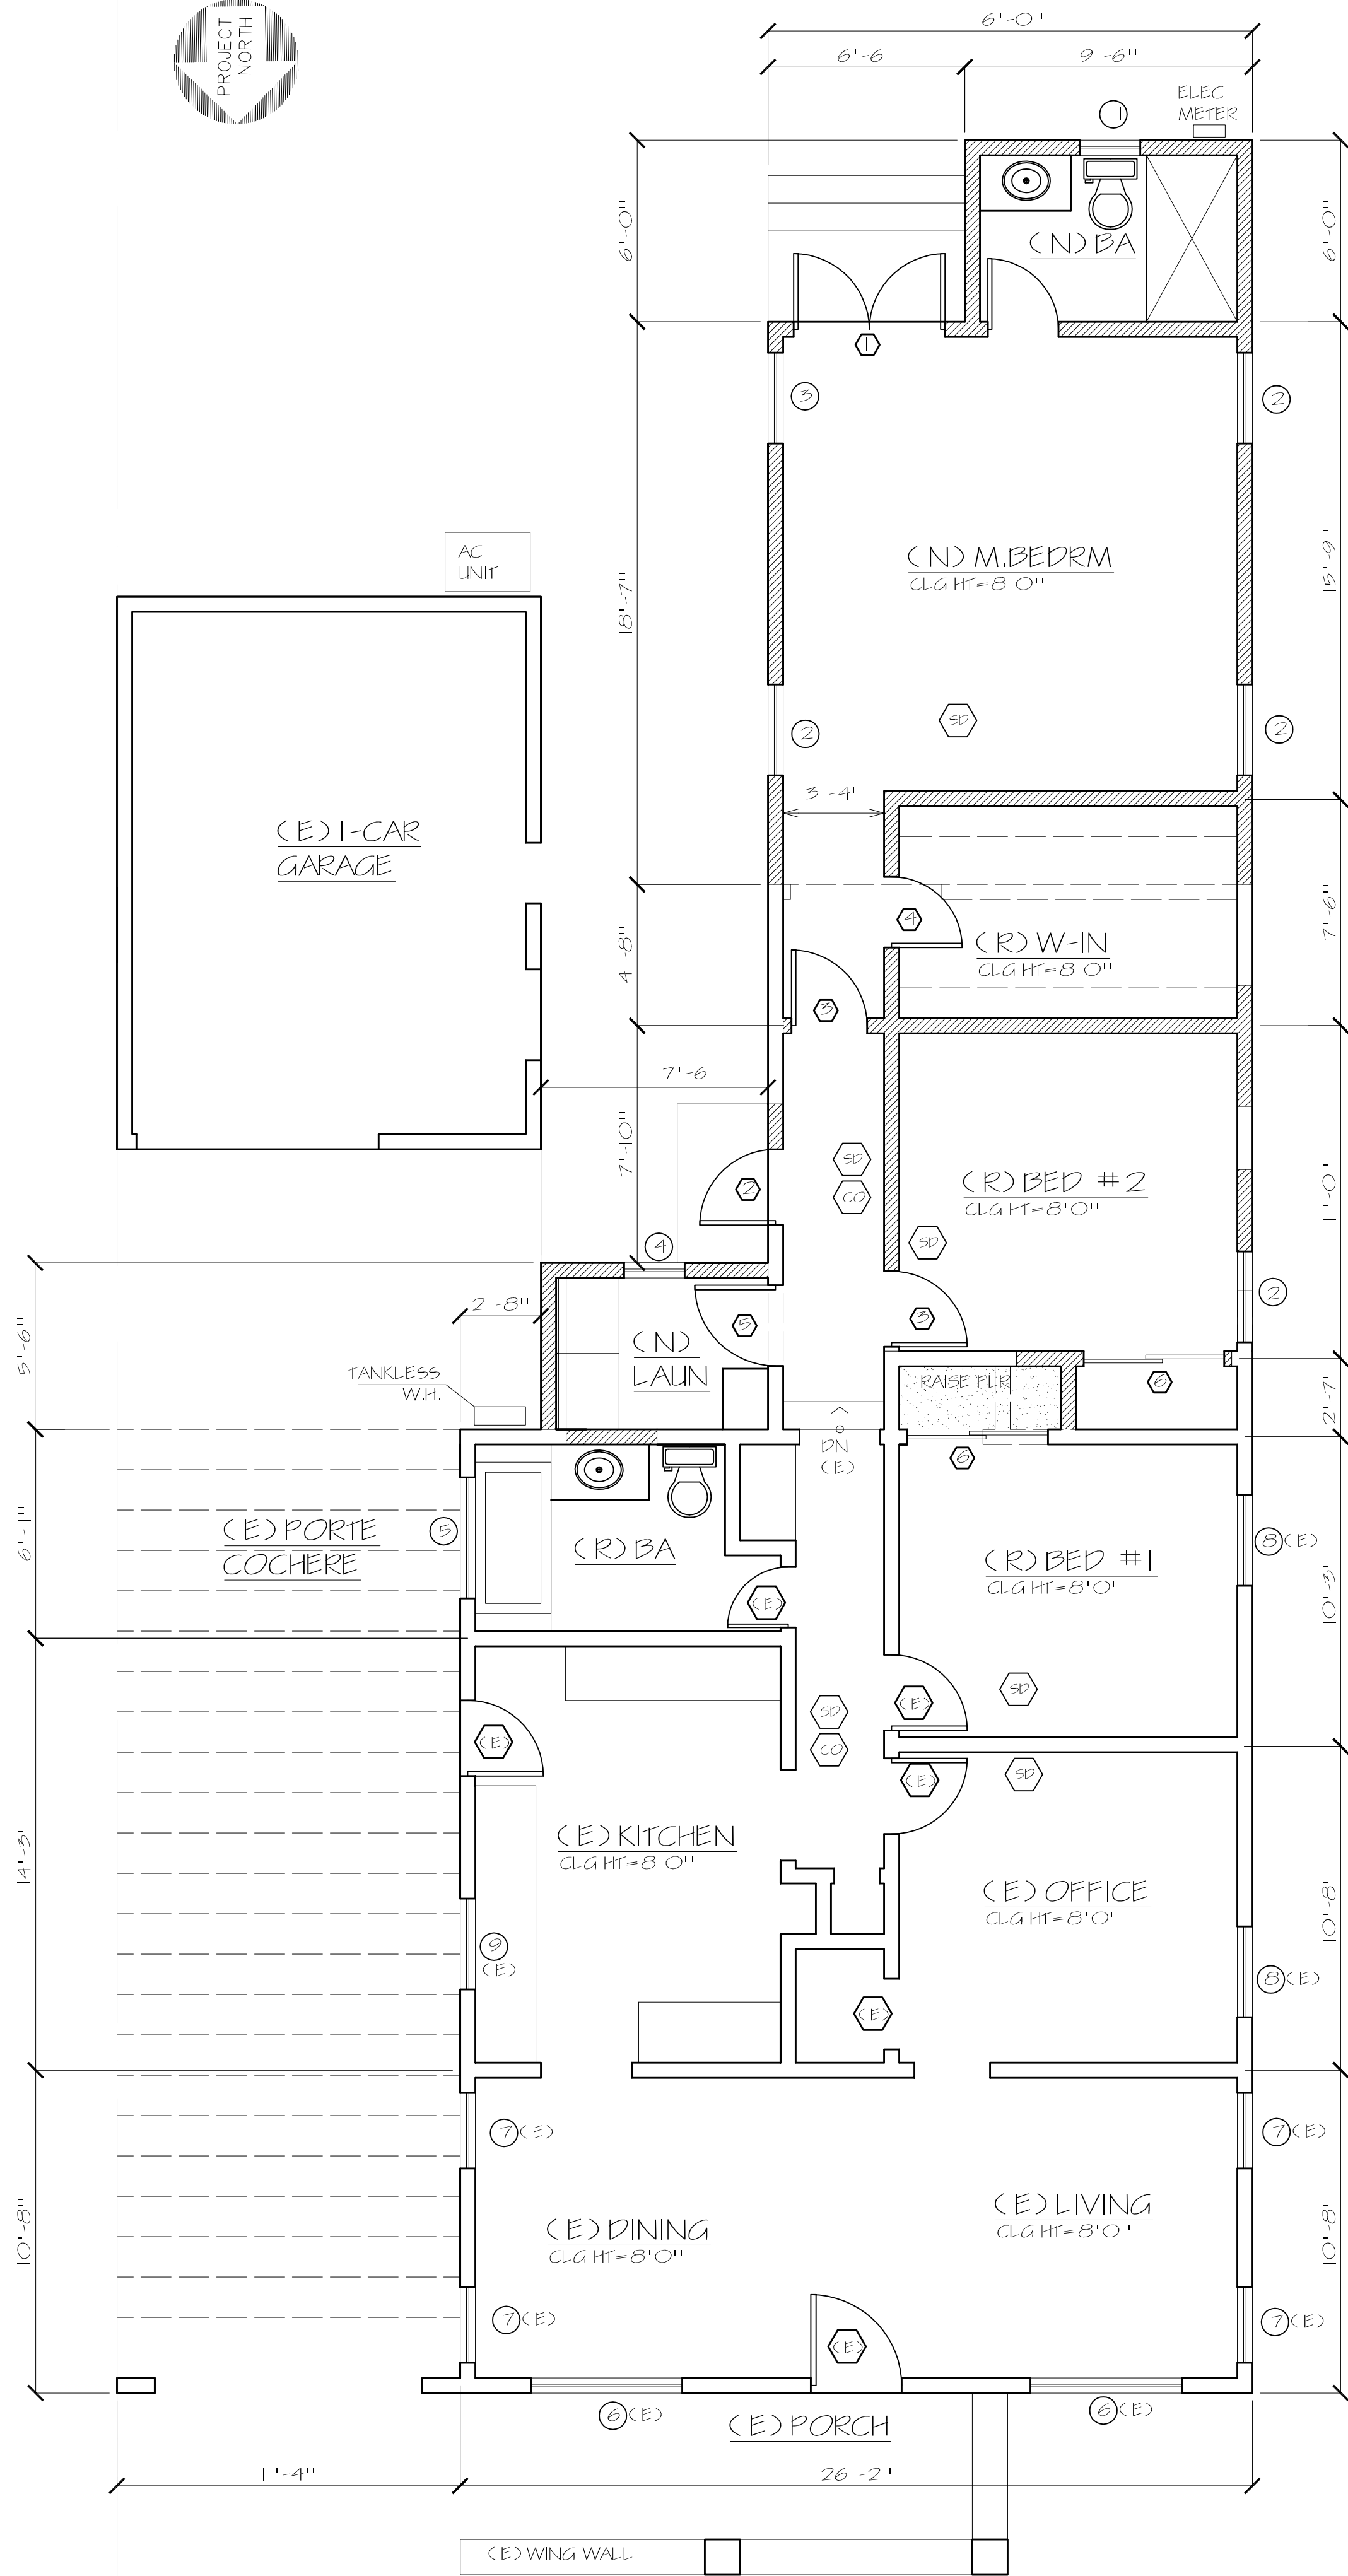 PROJECT
NORTH
16'-0"
6'-6"
9'-6"
ELEC
METER
1
6'-0"
6'-0"
(N) BA
1
3
2
AC
UNIT
(N) M.BEDRM
CLG HT=8'0"
18'-7"
15'-9"
SD
2
2
3'-4"
(E) 1-CAR
GARAGE
4
(R) W-IN
CLG HT=8'0"
4'-8"
7'-6"
3
7'-6"
7'-10"
SD
CO
2
(R) BED #2
CLG HT=8'0"
11'-0"
SD
4
2
2'-8"
5
3
5'-6"
(N)
LAUN
TANKLESS
W.H.
RAISE FLR
6
2'-7"
DN
(E)
6
(E) PORTE
COCHERE
5
6'-11"
(R) BA
(E)
(R) BED #1
CLG HT=8'0"
8 (E)
10'-3"
SD
CO
(E)
SD
(E)
(E)
SD
(E) KITCHEN
CLG HT=8'0"
14'-3"
(E) OFFICE
CLG HT=8'0"
10'-8"
9
(E)
8 (E)
(E)
7 (E)
7 (E)
(E) DINING
CLG HT=8'0"
(E) LIVING
CLG HT=8'0"
10'-8"
10'-8"
7 (E)
(E)
7 (E)
6 (E)
(E) PORCH
6 (E)
11'-4"
26'-2"
(E) WING WALL